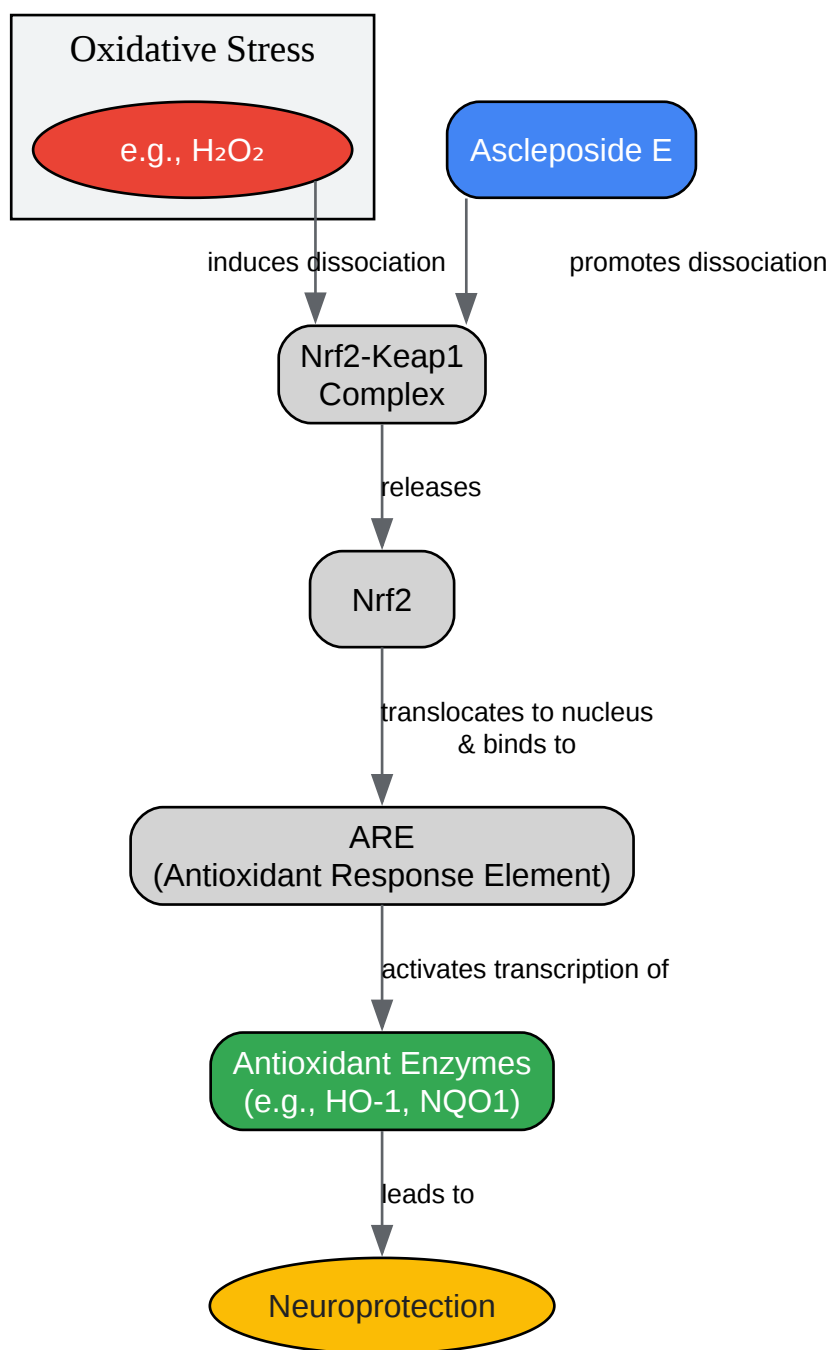 Oxidative Stress
e.g., H₂O₂
Ascleposide E
induces dissociation
promotes dissociation
Nrf2-Keap1
Complex
releases
Nrf2
translocates to nucleus
& binds to
ARE
(Antioxidant Response Element)
activates transcription of
Antioxidant Enzymes
(e.g., HO-1, NQO1)
leads to
Neuroprotection